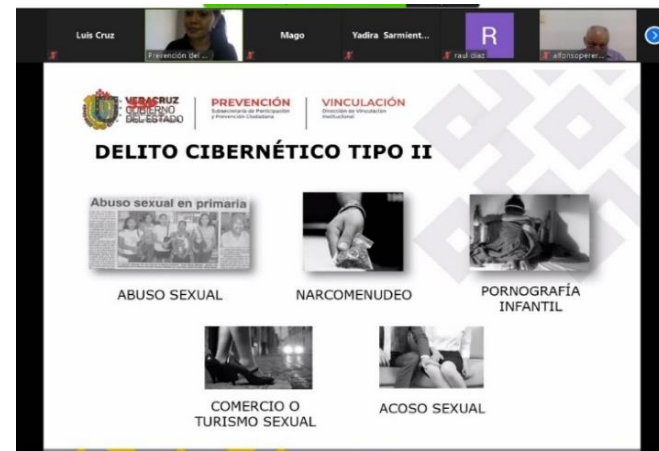 Luis Cruz
Mago
Yadira Sarmient...
R
Prevención del ...
raul diaz
alfonsoperer...
VERACRUZ
GOBIERNO
DEL ESTADO
PREVENCIÓN
Subsecretaría de Participación
y Prevención Ciudadana
VINCULACIÓN
Dirección de Vinculación
Institucional
DELITO CIBERNÉTICO TIPO II
Abuso sexual en primaria
ABUSO SEXUAL
NARCOMENUDEO
PORNOGRAFÍA
INFANTIL
COMERCIO O
TURISMO SEXUAL
ACOSO SEXUAL